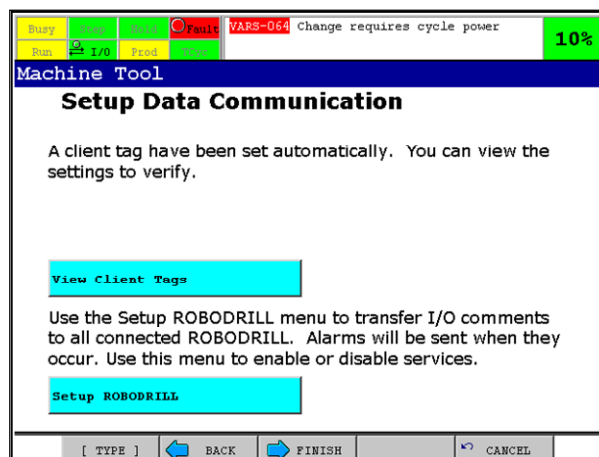 Busy Step Hold Fault VARS-064 Change requires cycle power
Run I/O Prod TCyc 10%
Machine Tool
Setup Data Communication
A client tag have been set automatically. You can view the
settings to verify.
View Client Tags
Use the Setup ROBODRILL menu to transfer I/O comments
to all connected ROBODRILL. Alarms will be sent when they
occur. Use this menu to enable or disable services.
Setup ROBODRILL
[ TYPE ] BACK FINISH CANCEL